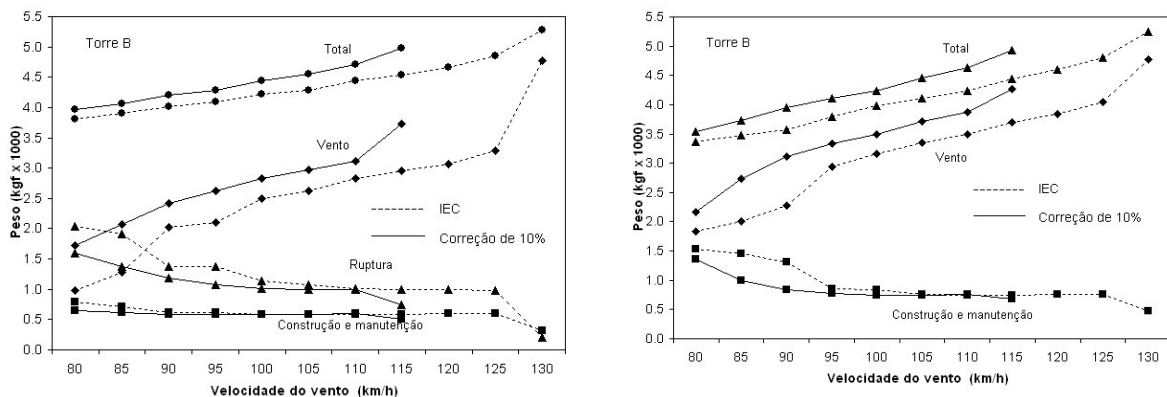 5.5
5.0
4.5
4.0
3.5
3.0
2.5
2.0
1.5
1.0
0.5
0.0
Peso (kgf x 1000)
Torre B
Total
Vento
IEC
Correção de 10%
Ruptura
Construção e manutenção
80 85 90 95 100 105 110 115 120 125 130
Velocidade do vento (km/h)
5.5
5.0
4.5
4.0
3.5
3.0
2.5
2.0
1.5
1.0
0.5
0.0
Peso (kgf x 1000)
Torre B
Total
Vento
IEC
Correção de 10%
Construção e manutenção
80 85 90 95 100 105 110 115 120 125 130
Velocidade do vento (km/h)